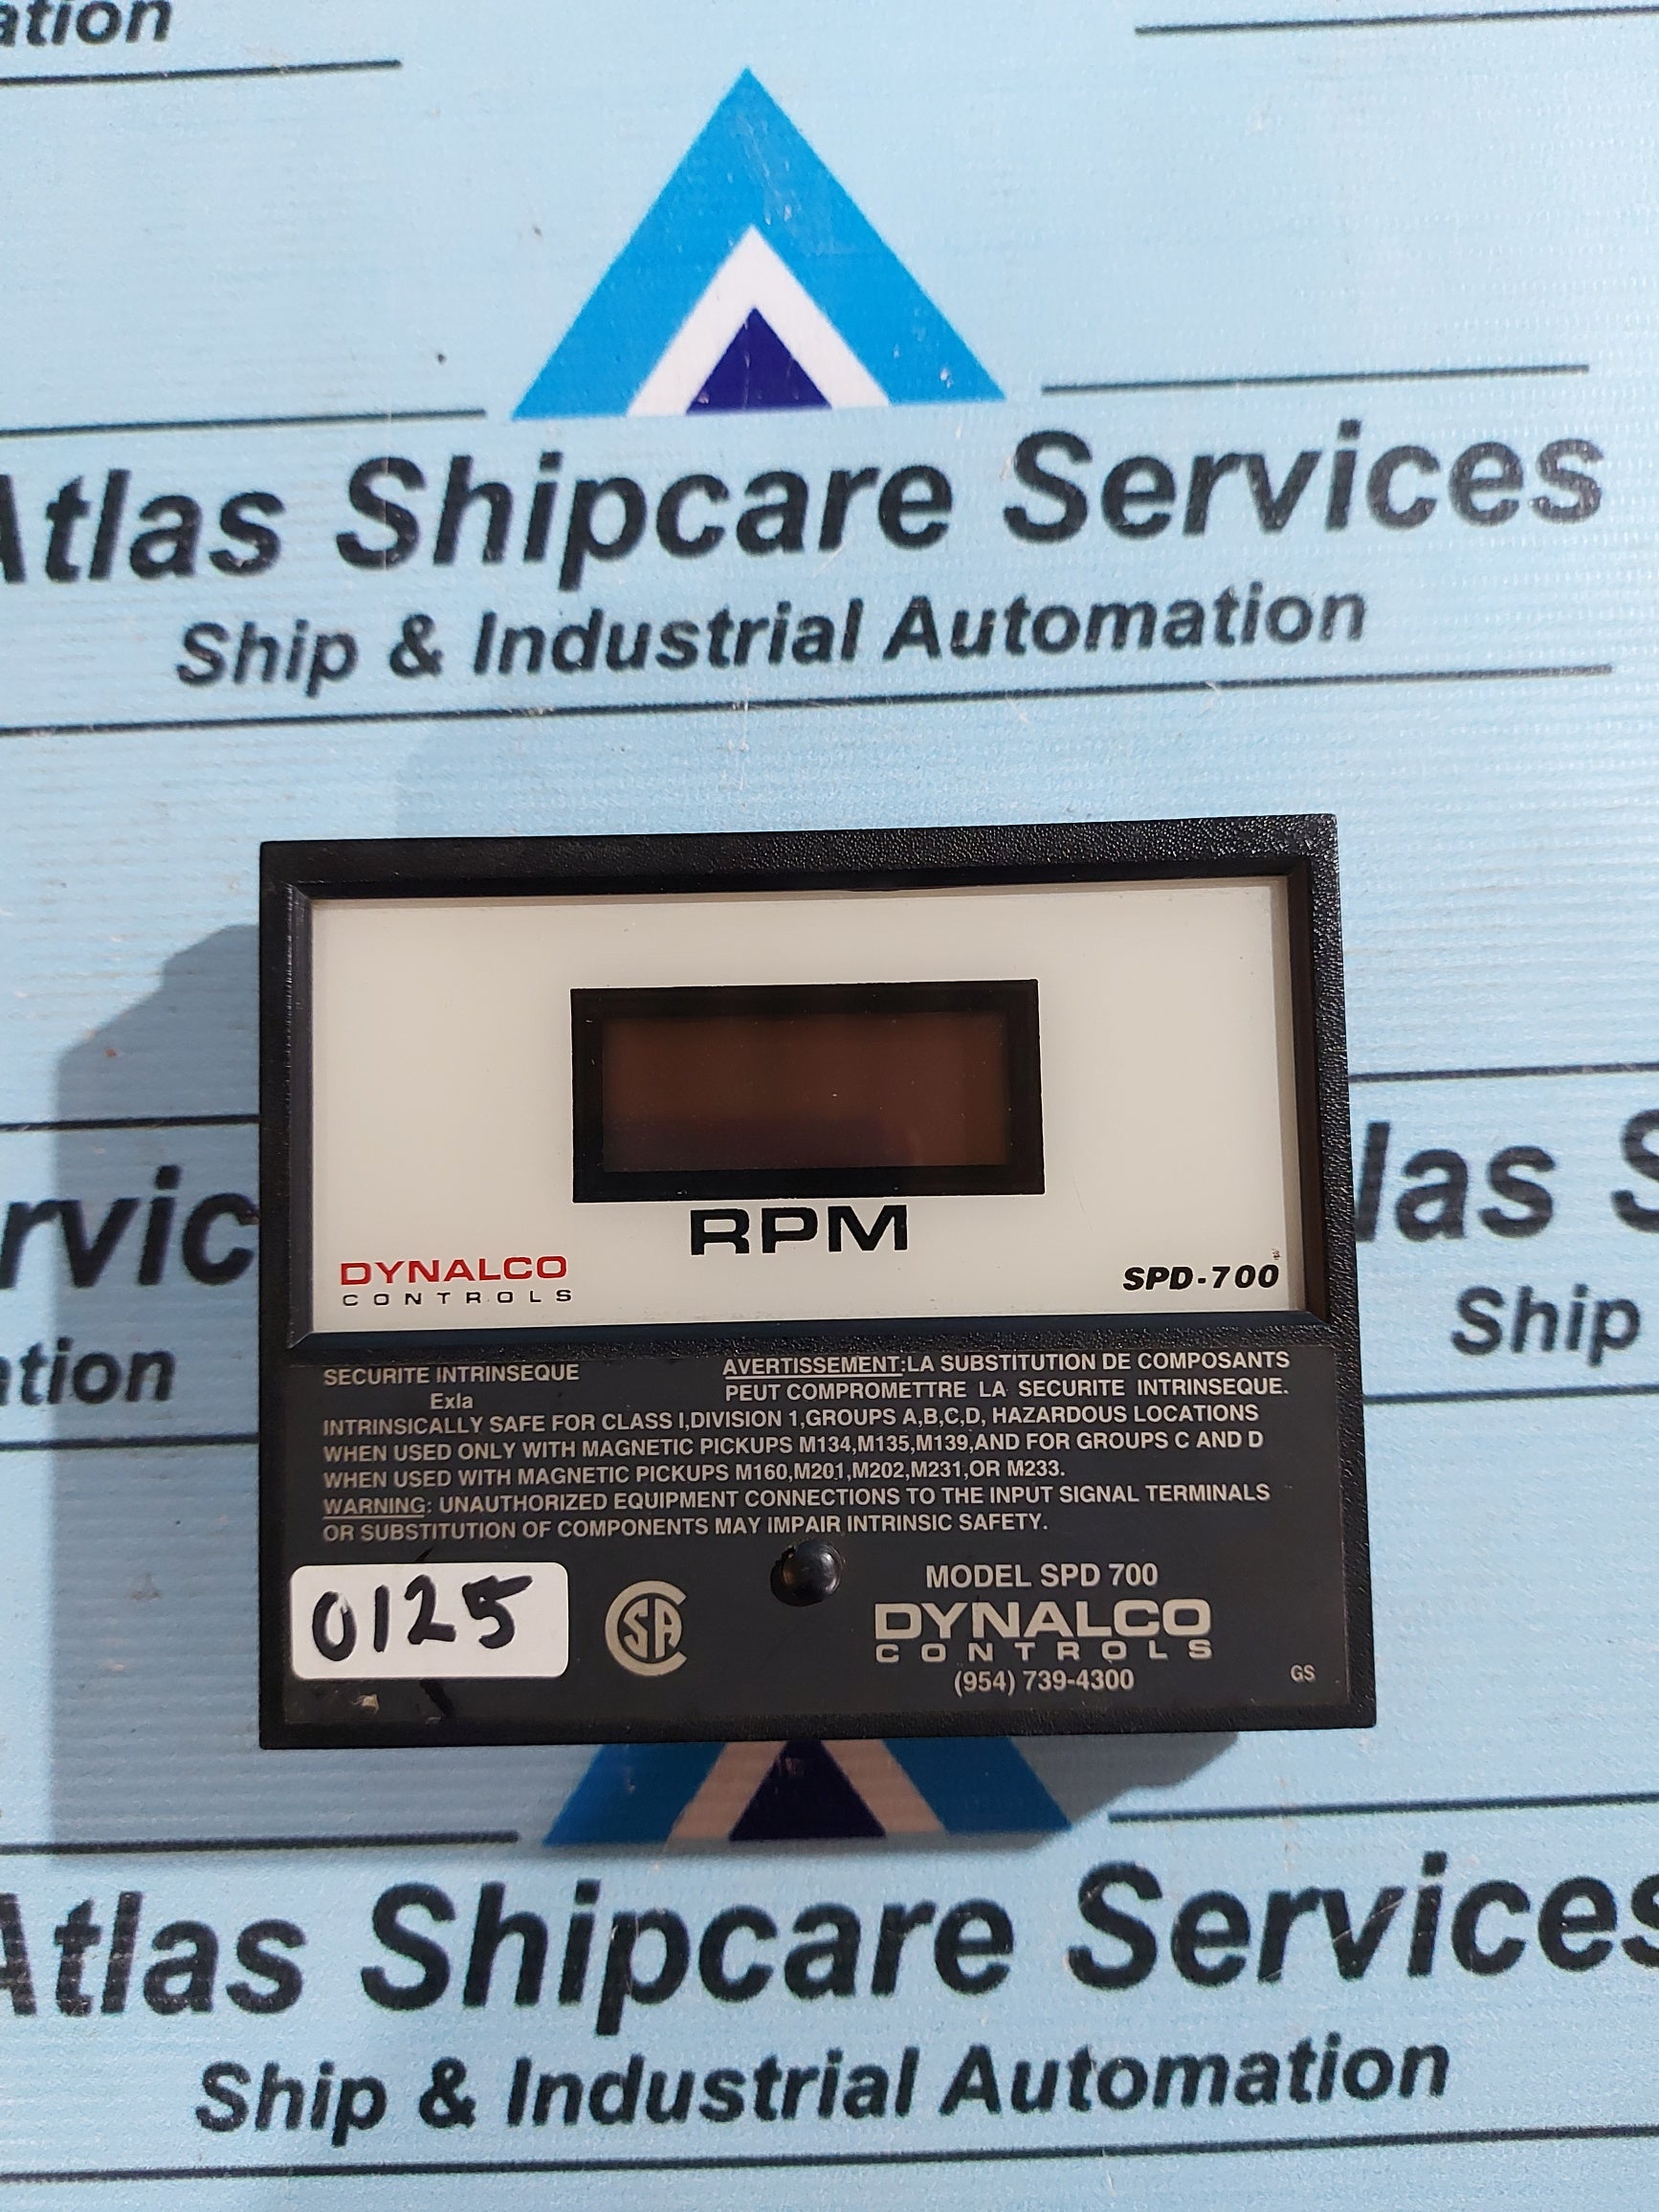 ation
Atlas Shipcare Services
Ship & Industrial Automation
RPM
DYNALCO
CONTROLS
SPD-700
rvic
las S
ation
Ship
SECURITE INTRINSEQUE
ExIa
AVERTISSEMENT:LA SUBSTITUTION DE COMPOSANTS
PEUT COMPROMETTRE LA SECURITE INTRINSEQUE.
INTRINSICALLY SAFE FOR CLASS I,DIVISION 1,GROUPS A,B,C,D, HAZARDOUS LOCATIONS
WHEN USED ONLY WITH MAGNETIC PICKUPS M134,M135,M139,AND FOR GROUPS C AND D
WHEN USED WITH MAGNETIC PICKUPS M160,M201,M202,M231,OR M233.
WARNING: UNAUTHORIZED EQUIPMENT CONNECTIONS TO THE INPUT SIGNAL TERMINALS
OR SUBSTITUTION OF COMPONENTS MAY IMPAIR INTRINSIC SAFETY.
0125
CSA
MODEL SPD 700
DYNALCO
CONTROLS
(954) 739-4300
GS
Atlas Shipcare Services
Ship & Industrial Automation